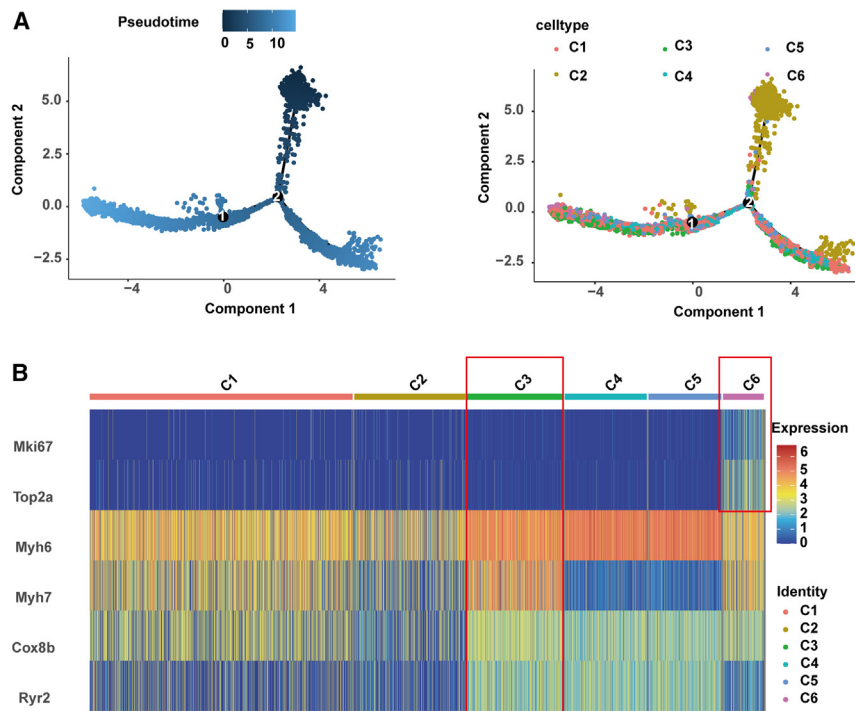 A
Pseudotime
0 5 10
5.0
2.5
0.0
−2.5
Component 2
1
2
−4 0 4
Component 1
celltype
C1 C3 C5
C2 C4 C6
5.0
2.5
0.0
−2.5
Component 2
1
2
−4 0 4
Component 1
B
C1 C2 C3 C4 C5 C6
Mki67
Top2a
Myh6
Myh7
Cox8b
Ryr2
Expression
6
5
4
3
2
1
0
Identity
C1
C2
C3
C4
C5
C6